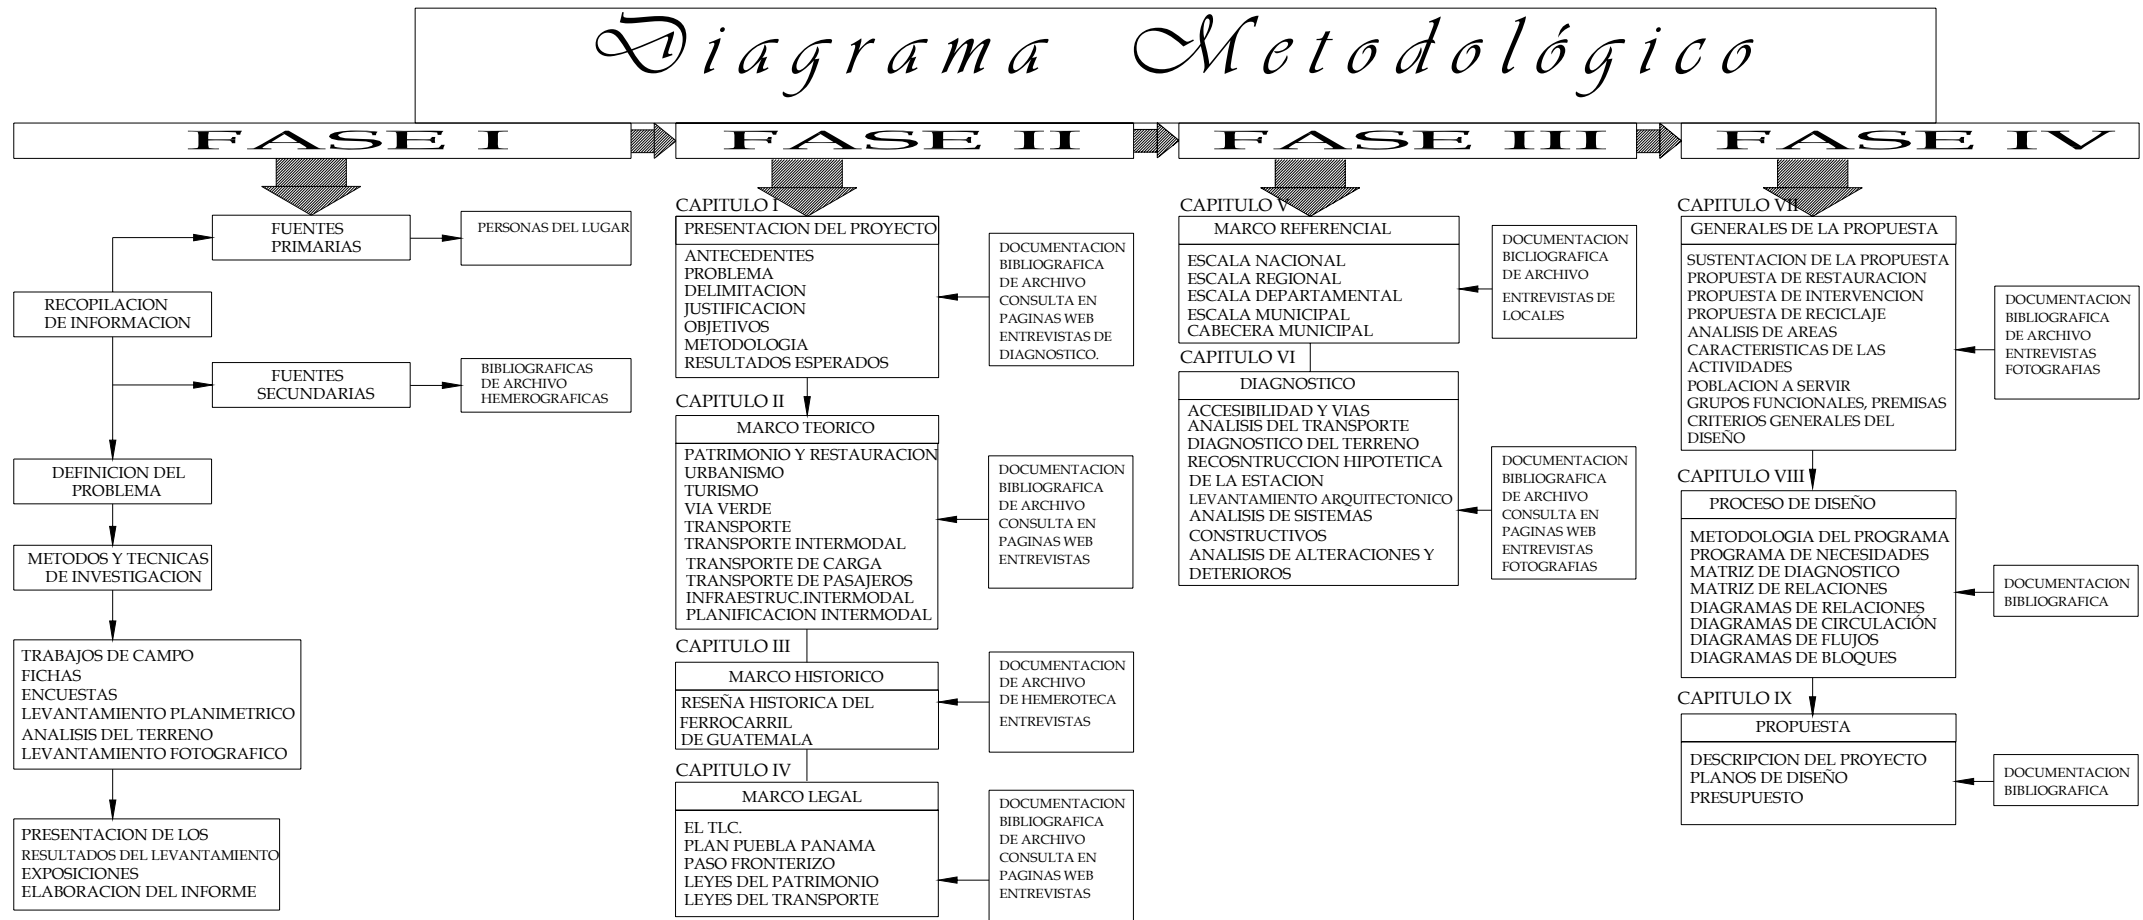 Diagrama Metodológico
FASE I
FUENTES
PRIMARIAS
PERSONAS DEL LUGAR
RECOPILACION
DE INFORMACION
FUENTES
SECUNDARIAS
BIBLIOGRAFICAS
DE ARCHIVO
HEMEROGRAFICAS
DEFINICION DEL
PROBLEMA
METODOS Y TECNICAS
DE INVESTIGACION
TRABAJOS DE CAMPO
FICHAS
ENCUESTAS
LEVANTAMIENTO PLANIMETRICO
ANALISIS DEL TERRENO
LEVANTAMIENTO FOTOGRAFICO
PRESENTACION DE LOS
RESULTADOS DEL LEVANTAMIENTO
EXPOSICIONES
ELABORACION DEL INFORME
FASE II
CAPITULO I
PRESENTACION DEL PROYECTO
ANTECEDENTES
PROBLEMA
DELIMITACION
JUSTIFICACION
OBJETIVOS
METODOLOGIA
RESULTADOS ESPERADOS
DOCUMENTACION
BIBLIOGRAFICA
DE ARCHIVO
CONSULTA EN
PAGINAS WEB
ENTREVISTAS DE
DIAGNOSTICO.
CAPITULO II
MARCO TEORICO
PATRIMONIO Y RESTAURACION
URBANISMO
TURISMO
VIA VERDE
TRANSPORTE
TRANSPORTE INTERMODAL
TRANSPORTE DE CARGA
TRANSPORTE DE PASAJEROS
INFRAESTRUC.INTERMODAL
PLANIFICACION INTERMODAL
DOCUMENTACION
BIBLIOGRAFICA
DE ARCHIVO
CONSULTA EN
PAGINAS WEB
ENTREVISTAS
CAPITULO III
MARCO HISTORICO
RESEÑA HISTORICA DEL
FERROCARRIL
DE GUATEMALA
DOCUMENTACION
DE ARCHIVO
DE HEMEROTECA
ENTREVISTAS
CAPITULO IV
MARCO LEGAL
EL TLC.
PLAN PUEBLA PANAMA
PASO FRONTERIZO
LEYES DEL PATRIMONIO
LEYES DEL TRANSPORTE
DOCUMENTACION
BIBLIOGRAFICA
DE ARCHIVO
CONSULTA EN
PAGINAS WEB
ENTREVISTAS
FASE III
CAPITULO V
MARCO REFERENCIAL
ESCALA NACIONAL
ESCALA REGIONAL
ESCALA DEPARTAMENTAL
ESCALA MUNICIPAL
CABECERA MUNICIPAL
DOCUMENTACION
BICLIOGRAFICA
DE ARCHIVO
ENTREVISTAS DE
LOCALES
CAPITULO VI
DIAGNOSTICO
ACCESIBILIDAD Y VIAS
ANALISIS DEL TRANSPORTE
DIAGNOSTICO DEL TERRENO
RECOSNTRUCCION HIPOTETICA
DE LA ESTACION
LEVANTAMIENTO ARQUITECTONICO
ANALISIS DE SISTEMAS
CONSTRUCTIVOS
ANALISIS DE ALTERACIONES Y
DETERIOROS
DOCUMENTACION
BIBLIOGRAFICA
DE ARCHIVO
CONSULTA EN
PAGINAS WEB
ENTREVISTAS
FOTOGRAFIAS
FASE IV
CAPITULO VII
GENERALES DE LA PROPUESTA
SUSTENTACION DE LA PROPUESTA
PROPUESTA DE RESTAURACION
PROPUESTA DE INTERVENCION
PROPUESTA DE RECICLAJE
ANALISIS DE AREAS
CARACTERISTICAS DE LAS
ACTIVIDADES
POBLACION A SERVIR
GRUPOS FUNCIONALES, PREMISAS
CRITERIOS GENERALES DEL
DISEÑO
DOCUMENTACION
BIBLIOGRAFICA
DE ARCHIVO
ENTREVISTAS
FOTOGRAFIAS
CAPITULO VIII
PROCESO DE DISEÑO
METODOLOGIA DEL PROGRAMA
PROGRAMA DE NECESIDADES
MATRIZ DE DIAGNOSTICO
MATRIZ DE RELACIONES
DIAGRAMAS DE RELACIONES
DIAGRAMAS DE CIRCULACIÓN
DIAGRAMAS DE FLUJOS
DIAGRAMAS DE BLOQUES
DOCUMENTACION
BIBLIOGRAFICA
CAPITULO IX
PROPUESTA
DESCRIPCION DEL PROYECTO
PLANOS DE DISEÑO
PRESUPUESTO
DOCUMENTACION
BIBLIOGRAFICA